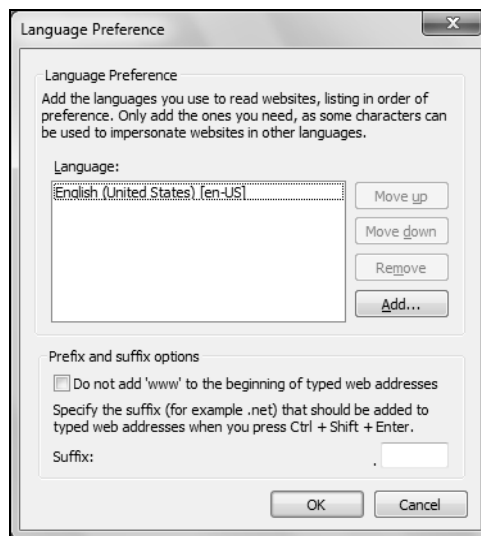 Language Preference
Language Preference
Add the languages you use to read websites, listing in order of
preference. Only add the ones you need, as some characters can
be used to impersonate websites in other languages.
Language:
English (United States) [en-US]
Move up
Move down
Remove
Add...
Prefix and suffix options
Do not add 'www' to the beginning of typed web addresses
Specify the suffix (for example .net) that should be added to
typed web addresses when you press Ctrl + Shift + Enter.
Suffix: .
OK Cancel